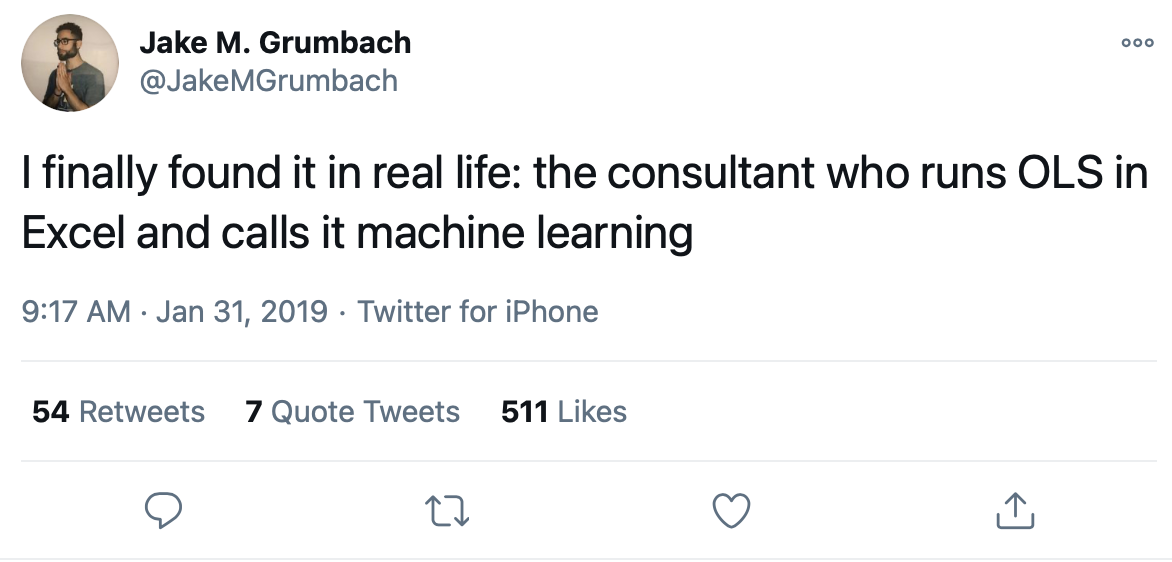 Jake M. Grumbach
@JakeMGrumbach
I finally found it in real life: the consultant who runs OLS in
Excel and calls it machine learning
9:17 AM · Jan 31, 2019 · Twitter for iPhone
54 Retweets 7 Quote Tweets 511 Likes